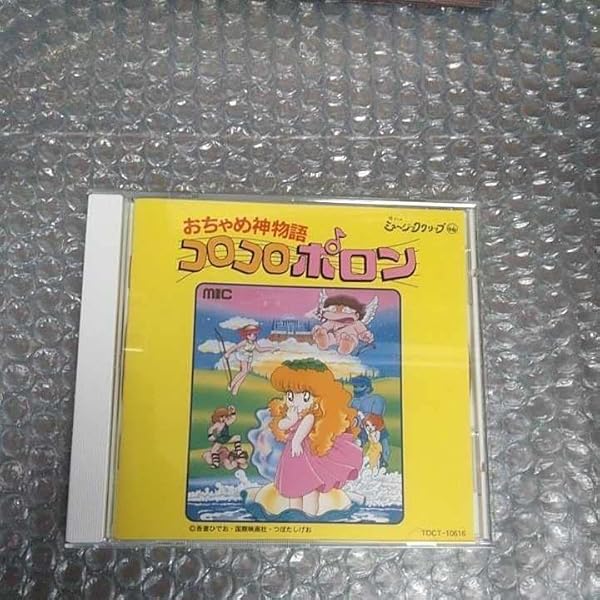 おちゃめ神物語
コロコロポロン
ミュージッククリップ
MIC
©吾妻ひでお・国際映画社・つぼたしげお
TDCT-10616